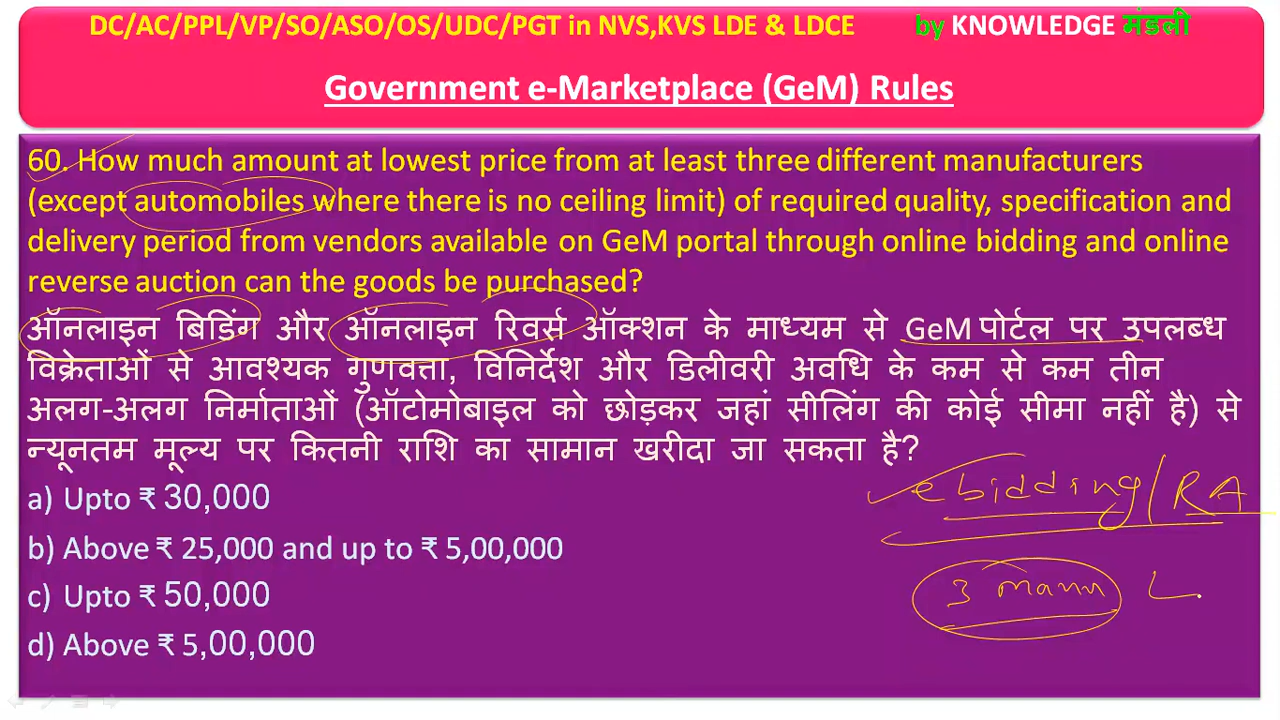 DC/AC/PPL/VP/SO/ASO/OS/UDC/PGT in NVS,KVS LDE & LDCE by KNOWLEDGE मंडली
Government e-Marketplace (GeM) Rules
60. How much amount at lowest price from at least three different manufacturers
(except automobiles where there is no ceiling limit) of required quality, specification and
delivery period from vendors available on GeM portal through online bidding and online
reverse auction can the goods be purchased?
ऑनलाइन बिडिंग और ऑनलाइन रिवर्स ऑक्शन के माध्यम से GeM पोर्टल पर उपलब्ध
विक्रेताओं से आवश्यक गुणवत्ता, विनिर्देश और डिलीवरी अवधि के कम से कम तीन
अलग-अलग निर्माताओं (ऑटोमोबाइल को छोड़कर जहां सीलिंग की कोई सीमा नहीं है) से
न्यूनतम मूल्य पर कितनी राशि का सामान खरीदा जा सकता है?
a) Upto ₹ 30,000
e bidding/RA
b) Above ₹ 25,000 and up to ₹ 5,00,000
c) Upto ₹ 50,000
3 manu L
d) Above ₹ 5,00,000